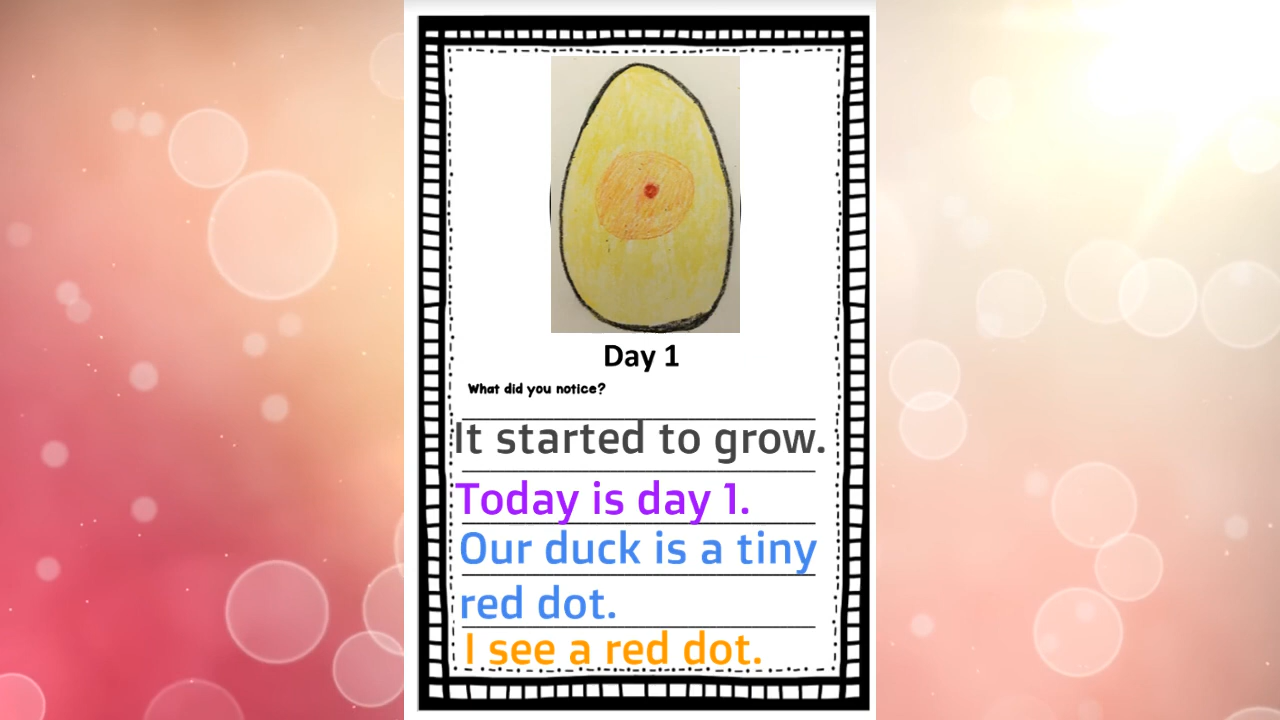 Day 1
What did you notice?
It started to grow.
Today is day 1.
Our duck is a tiny
red dot.
I see a red dot.